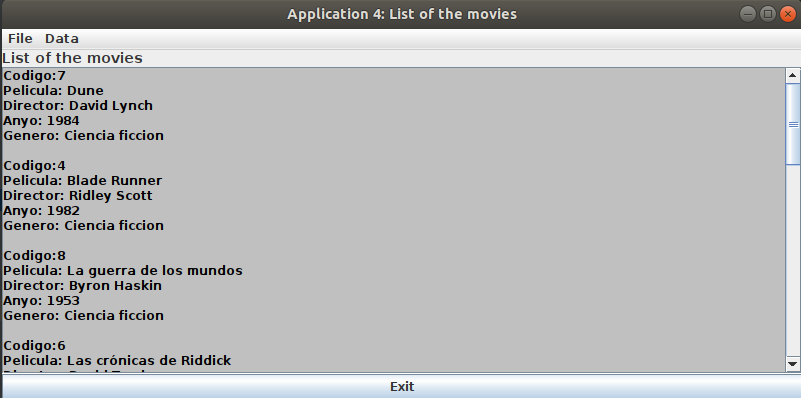 Application 4: List of the movies
File Data
List of the movies
Codigo:7
Pelicula: Dune
Director: David Lynch
Anyo: 1984
Genero: Ciencia ficcion
Codigo:4
Pelicula: Blade Runner
Director: Ridley Scott
Anyo: 1982
Genero: Ciencia ficcion
Codigo:8
Pelicula: La guerra de los mundos
Director: Byron Haskin
Anyo: 1953
Genero: Ciencia ficcion
Codigo:6
Pelicula: Las crónicas de Riddick
Exit